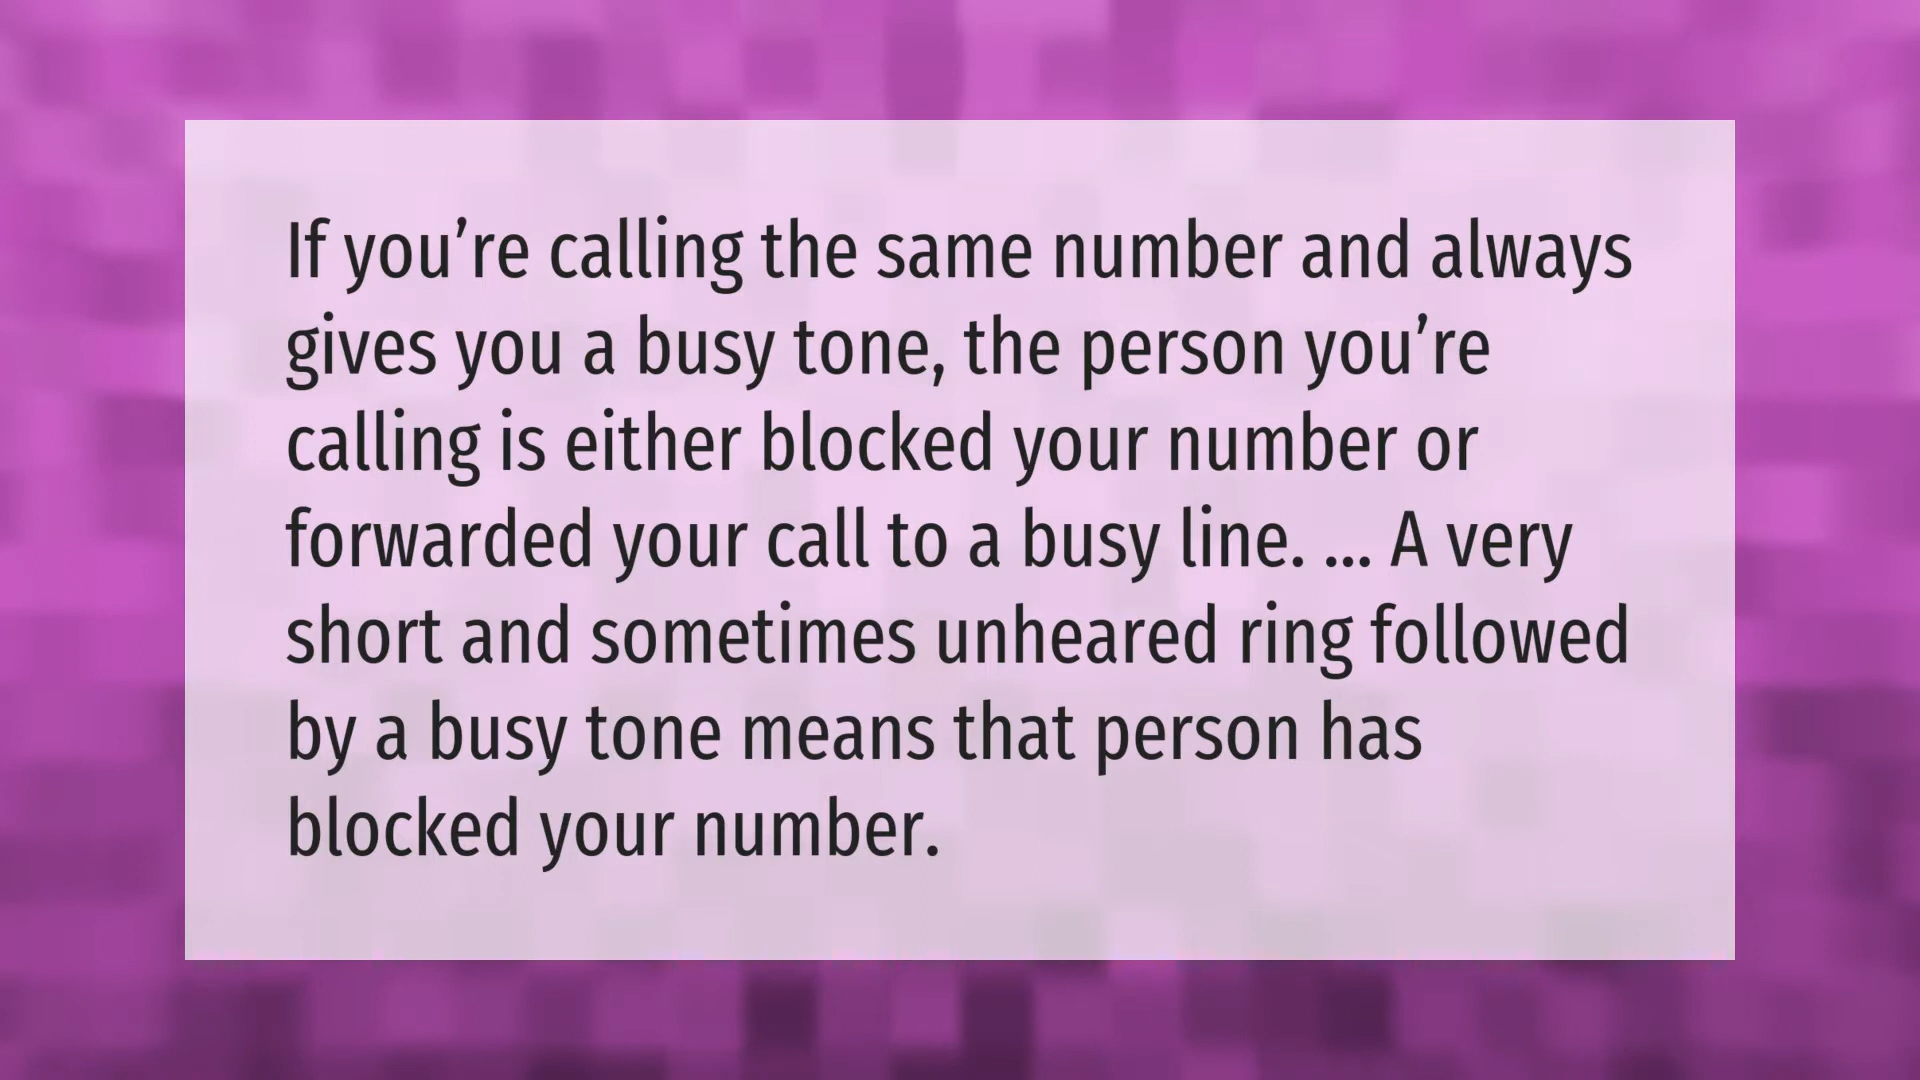 If you’re calling the same number and always
gives you a busy tone, the person you’re
calling is either blocked your number or
forwarded your call to a busy line. ... A very
short and sometimes unheared ring followed
by a busy tone means that person has
blocked your number.